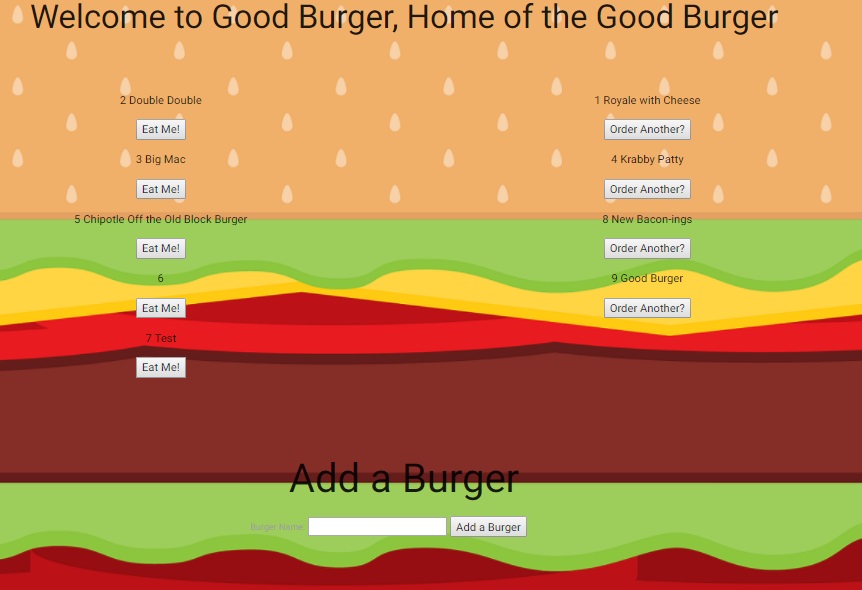 Welcome to Good Burger, Home of the Good Burger
2 Double Double
Eat Me!
3 Big Mac
Eat Me!
5 Chipotle Off the Old Block Burger
Eat Me!
6
Eat Me!
7 Test
Eat Me!
1 Royale with Cheese
Order Another?
4 Krabby Patty
Order Another?
8 New Bacon-ings
Order Another?
9 Good Burger
Order Another?
Add a Burger
Burger Name: Add a Burger